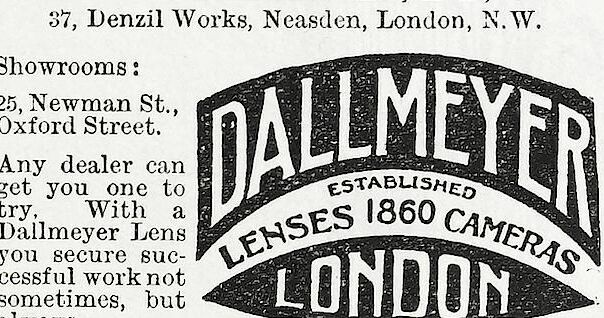 37, Denzil Works, Neasden, London, N.W.
Showrooms:
25, Newman St.,
Oxford Street.
Any dealer can
get you one to
try. With a
Dallmeyer Lens
you secure suc-
cessful work not
sometimes, but
DALLMEYER
ESTABLISHED
LENSES 1860 CAMERAS
LONDON